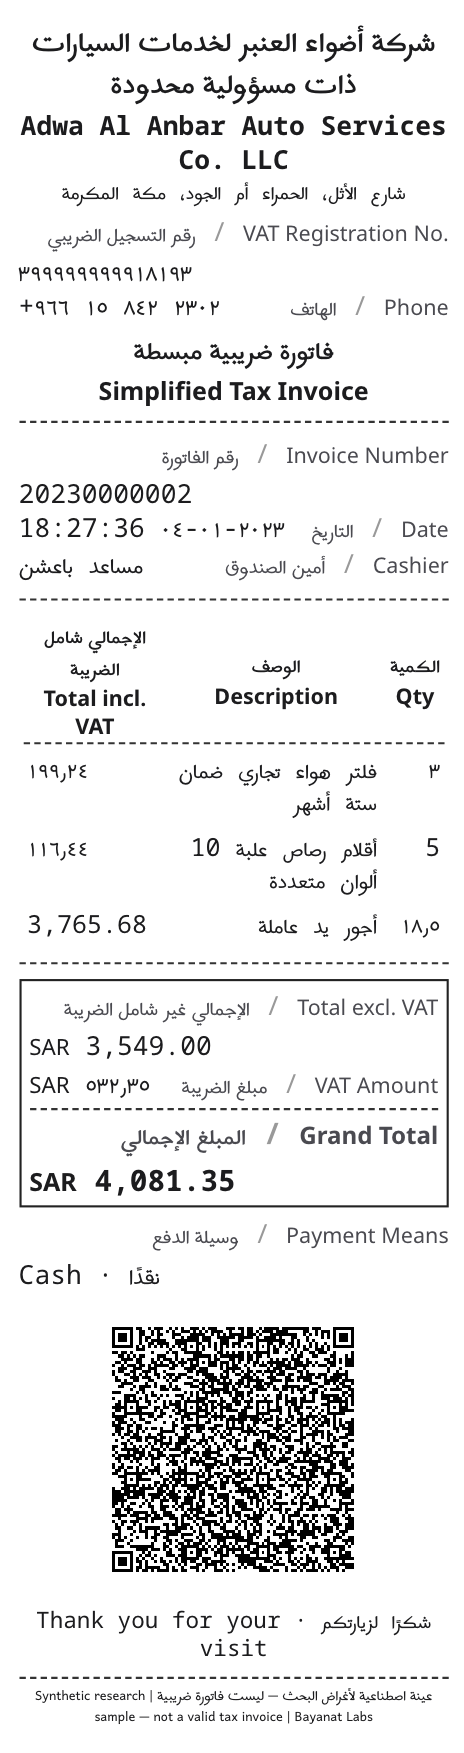 شركة أضواء العنبر لخدمات السيارات
ذات مسؤولية محدودة
Adwa Al Anbar Auto Services
Co. LLC
شارع الأثل، الحمراء أم الجود، مكة المكرمة
رقم التسجيل الضريبي / VAT Registration No.
٣٩٩٩٩٩٩٩٩٩١٨١٩٣
+٩٦٦ ١٥ ٨٤٢ ٢٣٠٢ الهاتف / Phone
فاتورة ضريبية مبسطة
Simplified Tax Invoice
رقم الفاتورة / Invoice Number
20230000002
18:27:36 ٢٠٢٣-٠١-٠٤ التاريخ / Date
مساعد باعشن أمين الصندوق / Cashier
الإجمالي شامل
الضريبة الوصف الكمية
Total incl. Description Qty
VAT
١٩٩٫٢٤ فلتر هواء تجاري ضمان ٣
ستة أشهر
١١٦٫٤٤ أقلام رصاص علبة 10 5
ألوان متعددة
3,765.68 أجور يد عاملة ١٨٫٥
الإجمالي غير شامل الضريبة / Total excl. VAT
SAR 3,549.00
SAR ٥٣٢٫٣٥ مبلغ الضريبة / VAT Amount
المبلغ الإجمالي / Grand Total
SAR 4,081.35
وسيلة الدفع / Payment Means
Cash · نقدًا
Thank you for your · شكرًا لزيارتكم
visit
عينة اصطناعية لأغراض البحث — ليست فاتورة ضريبية | Synthetic research
sample — not a valid tax invoice | Bayanat Labs